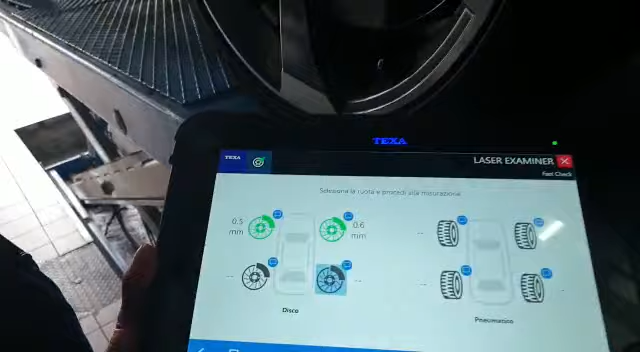 TEXA
TEXA
LASER EXAMINER
Fast Check
Seleziona la ruota e procedi alla misurazione
0.5
mm
0.6
mm
--
--
--
--
--
--
Disco
Pneumatico